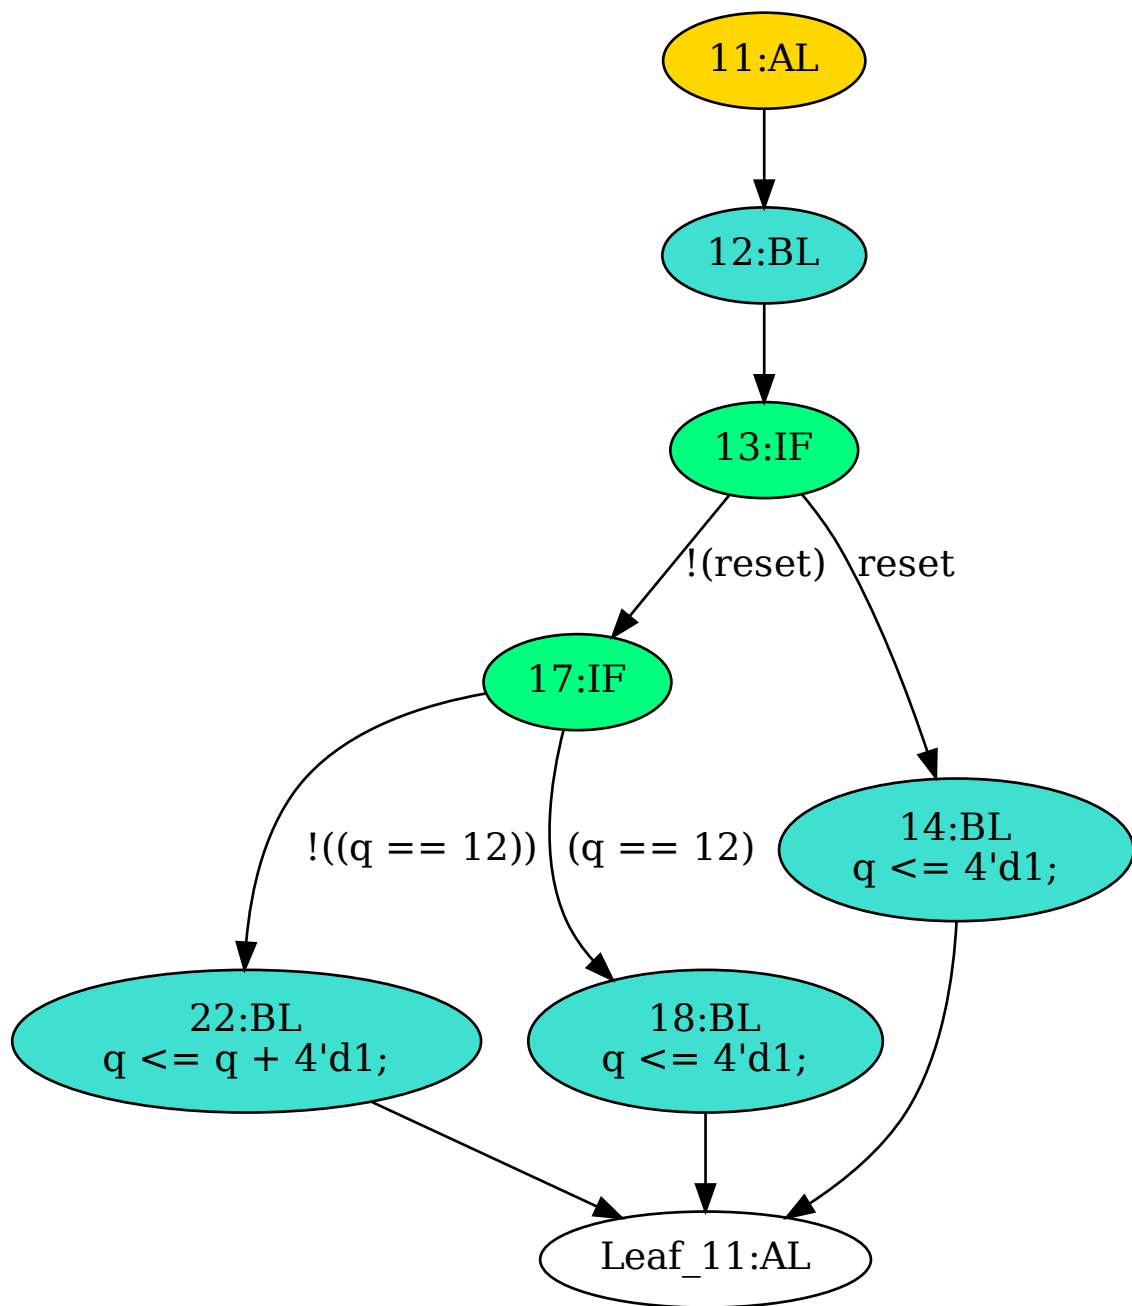 11:AL
12:BL
13:IF
!(reset)
reset
17:IF
14:BL
q <= 4'd1;
!((q == 12))
(q == 12)
22:BL
q <= q + 4'd1;
18:BL
q <= 4'd1;
Leaf_11:AL